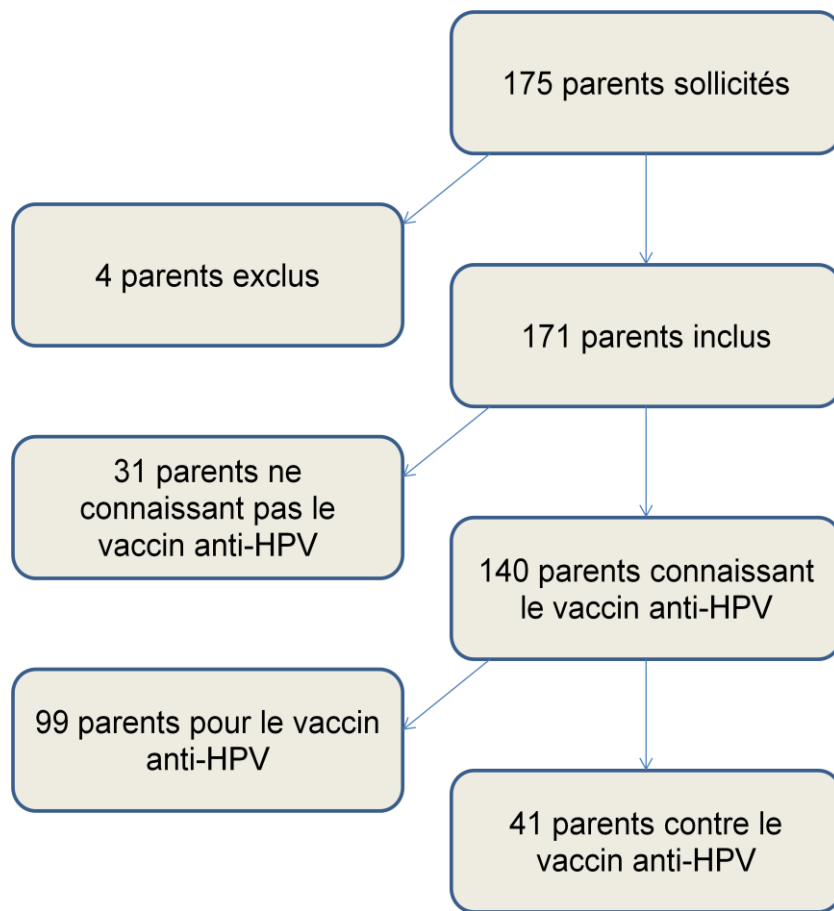 175 parents sollicités
4 parents exclus
171 parents inclus
31 parents ne
connaissant pas le
vaccin anti-HPV
140 parents connaissant
le vaccin anti-HPV
99 parents pour le vaccin
anti-HPV
41 parents contre le
vaccin anti-HPV